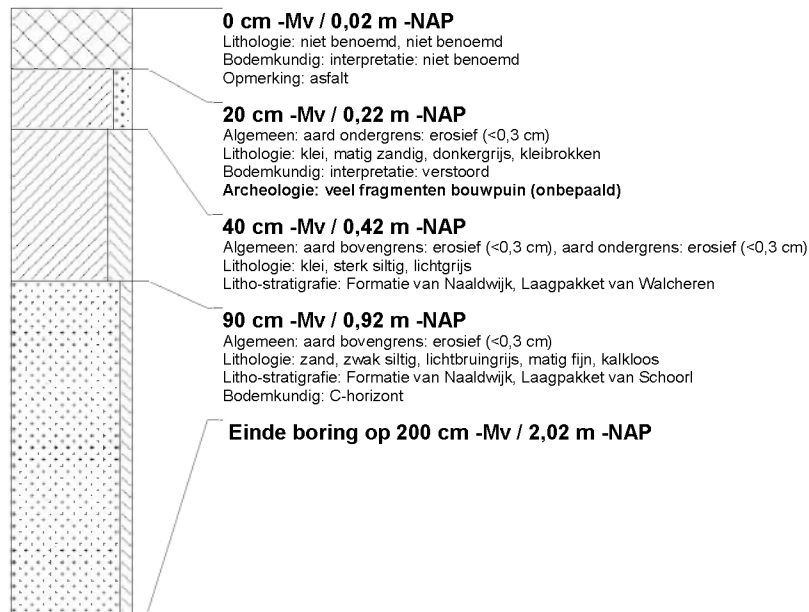 0 cm -Mv / 0,02 m -NAP
Lithologie: niet benoemd, niet benoemd
Bodemkundig: interpretatie: niet benoemd
Opmerking: asfalt
20 cm -Mv / 0,22 m -NAP
Algemeen: aard ondergrens: erosief (<0,3 cm)
Lithologie: klei, matig zandig, donkergrijs, kleibrokken
Bodemkundig: interpretatie: verstoord
Archeologie: veel fragmenten bouwpuin (onbepaald)
40 cm -Mv / 0,42 m -NAP
Algemeen: aard bovengrens: erosief (<0,3 cm), aard ondergrens: erosief (<0,3 cm)
Lithologie: klei, sterk siltig, lichtgrijs
Litho-stratigrafie: Formatie van Naaldwijk, Laagpakket van Walcheren
90 cm -Mv / 0,92 m -NAP
Algemeen: aard bovengrens: erosief (<0,3 cm)
Lithologie: zand, zwak siltig, lichtbruingrijs, matig fijn, kalkloos
Litho-stratigrafie: Formatie van Naaldwijk, Laagpakket van Schoorl
Bodemkundig: C-horizont
Einde boring op 200 cm -Mv / 2,02 m -NAP